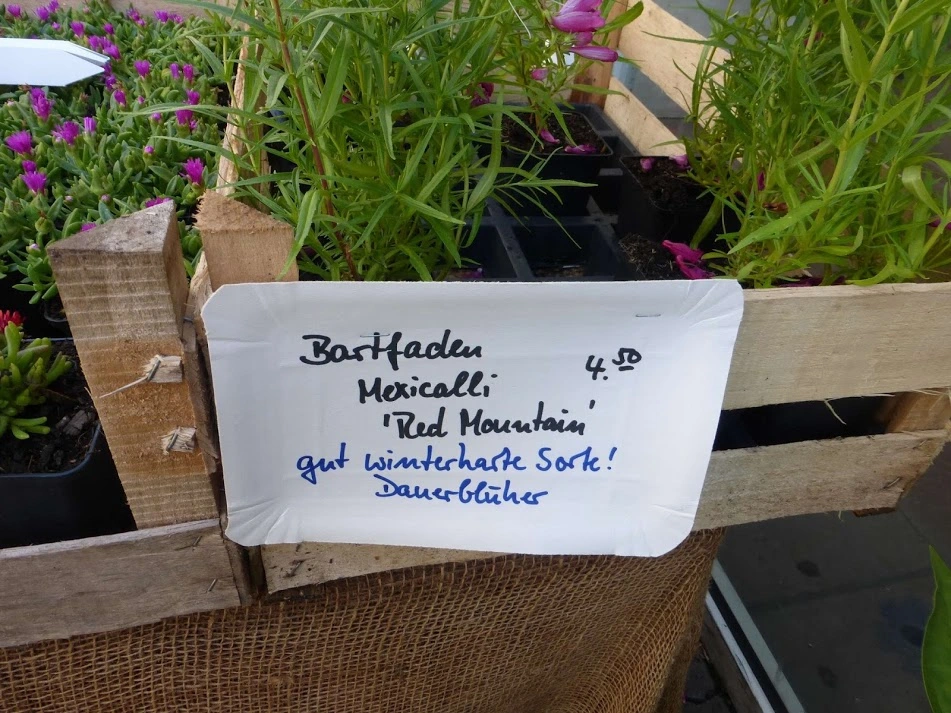 Bartfaden
4.50
Mexicalli
'Red Mountain'
gut winterharte Sorte!
Dauerblüher